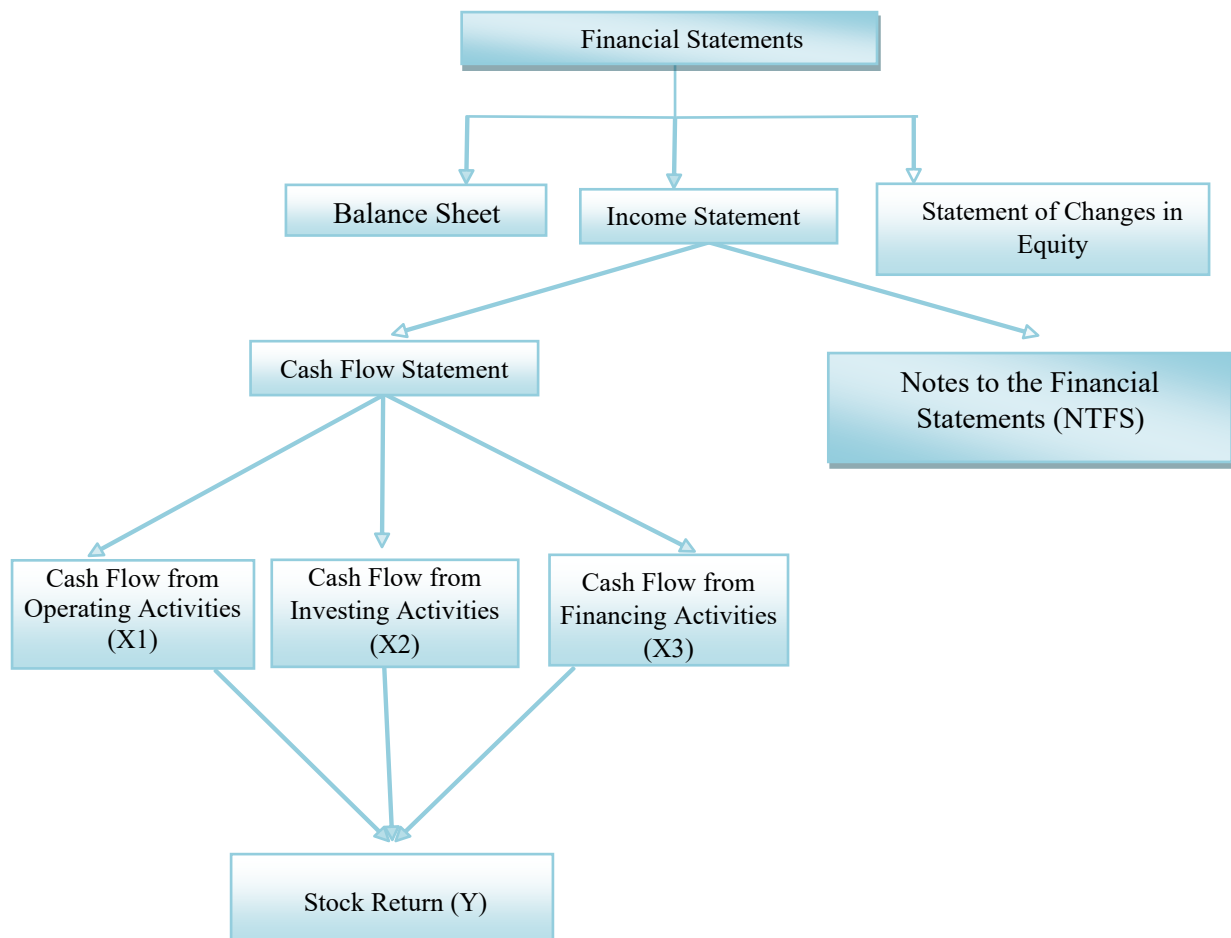 Financial Statements
Balance Sheet
Income Statement
Statement of Changes in
Equity
Cash Flow Statement
Notes to the Financial
Statements (NTFS)
Cash Flow from
Operating Activities
(X1)
Cash Flow from
Investing Activities
(X2)
Cash Flow from
Financing Activities
(X3)
Stock Return (Y)